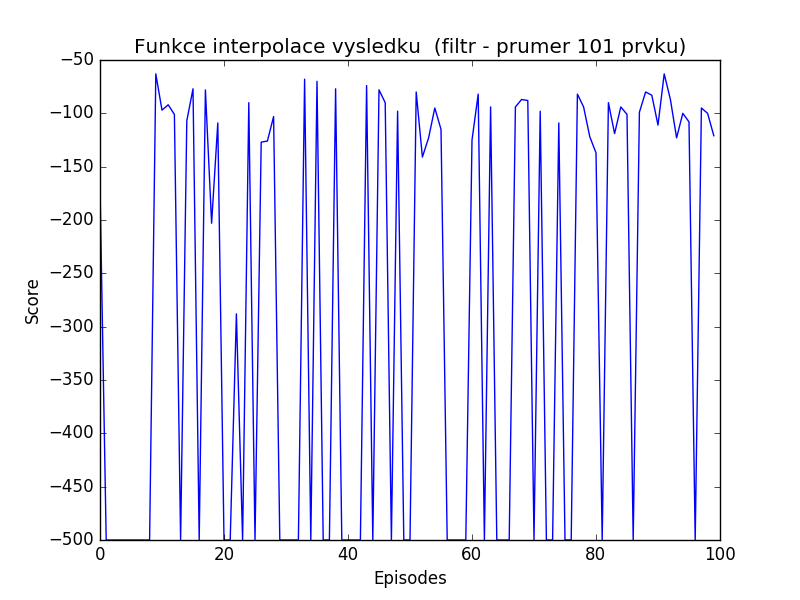 Funkce interpolace vysledku  (filtr - prumer 101 prvku)
−50
−100
−150
−200
−250
−300
−350
−400
−450
−500
Score
0 20 40 60 80 100
Episodes